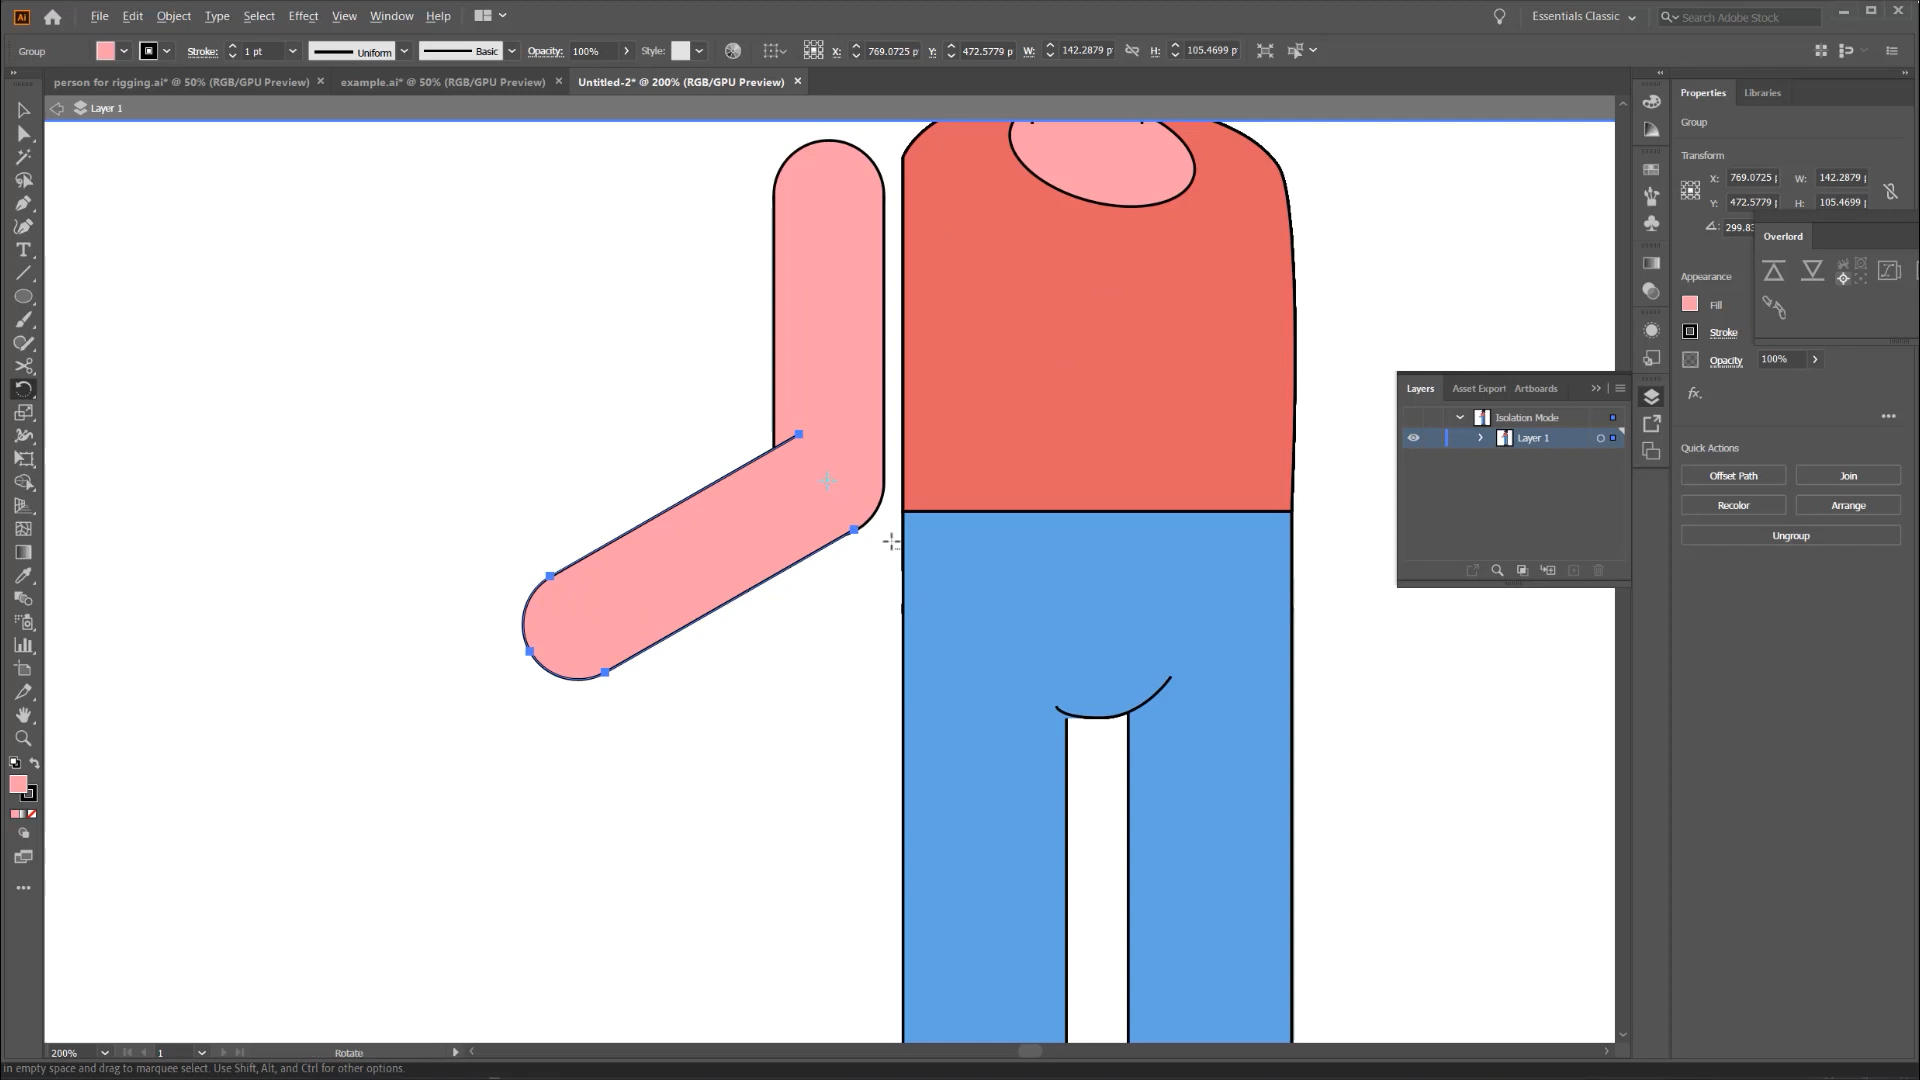 Ai File Edit Object Type Select Effect View Window Help Essentials Classic Search Adobe Stock
Group Stroke: 1 pt Uniform Basic Opacity: 100% Style: X: 769.0725 p Y: 472.5779 p W: 142.2879 p H: 105.4699 p
person for rigging.ai* @ 50% (RGB/GPU Preview) example.ai* @ 50% (RGB/GPU Preview) Untitled-2* @ 200% (RGB/GPU Preview)
Layer 1
Properties Libraries
Group
Transform
X: 769.0725 W: 142.2879
Y: 472.5779 H: 105.4699
299.83
Overlord
Appearance
Fill
Stroke
Opacity 100%
fx.
Quick Actions
Offset Path Join
Recolor Arrange
Ungroup
Layers Asset Export Artboards
Isolation Mode
Layer 1
200% 1 Rotate
in empty space and drag to marquee select. Use Shift, Alt, and Ctrl for other options.